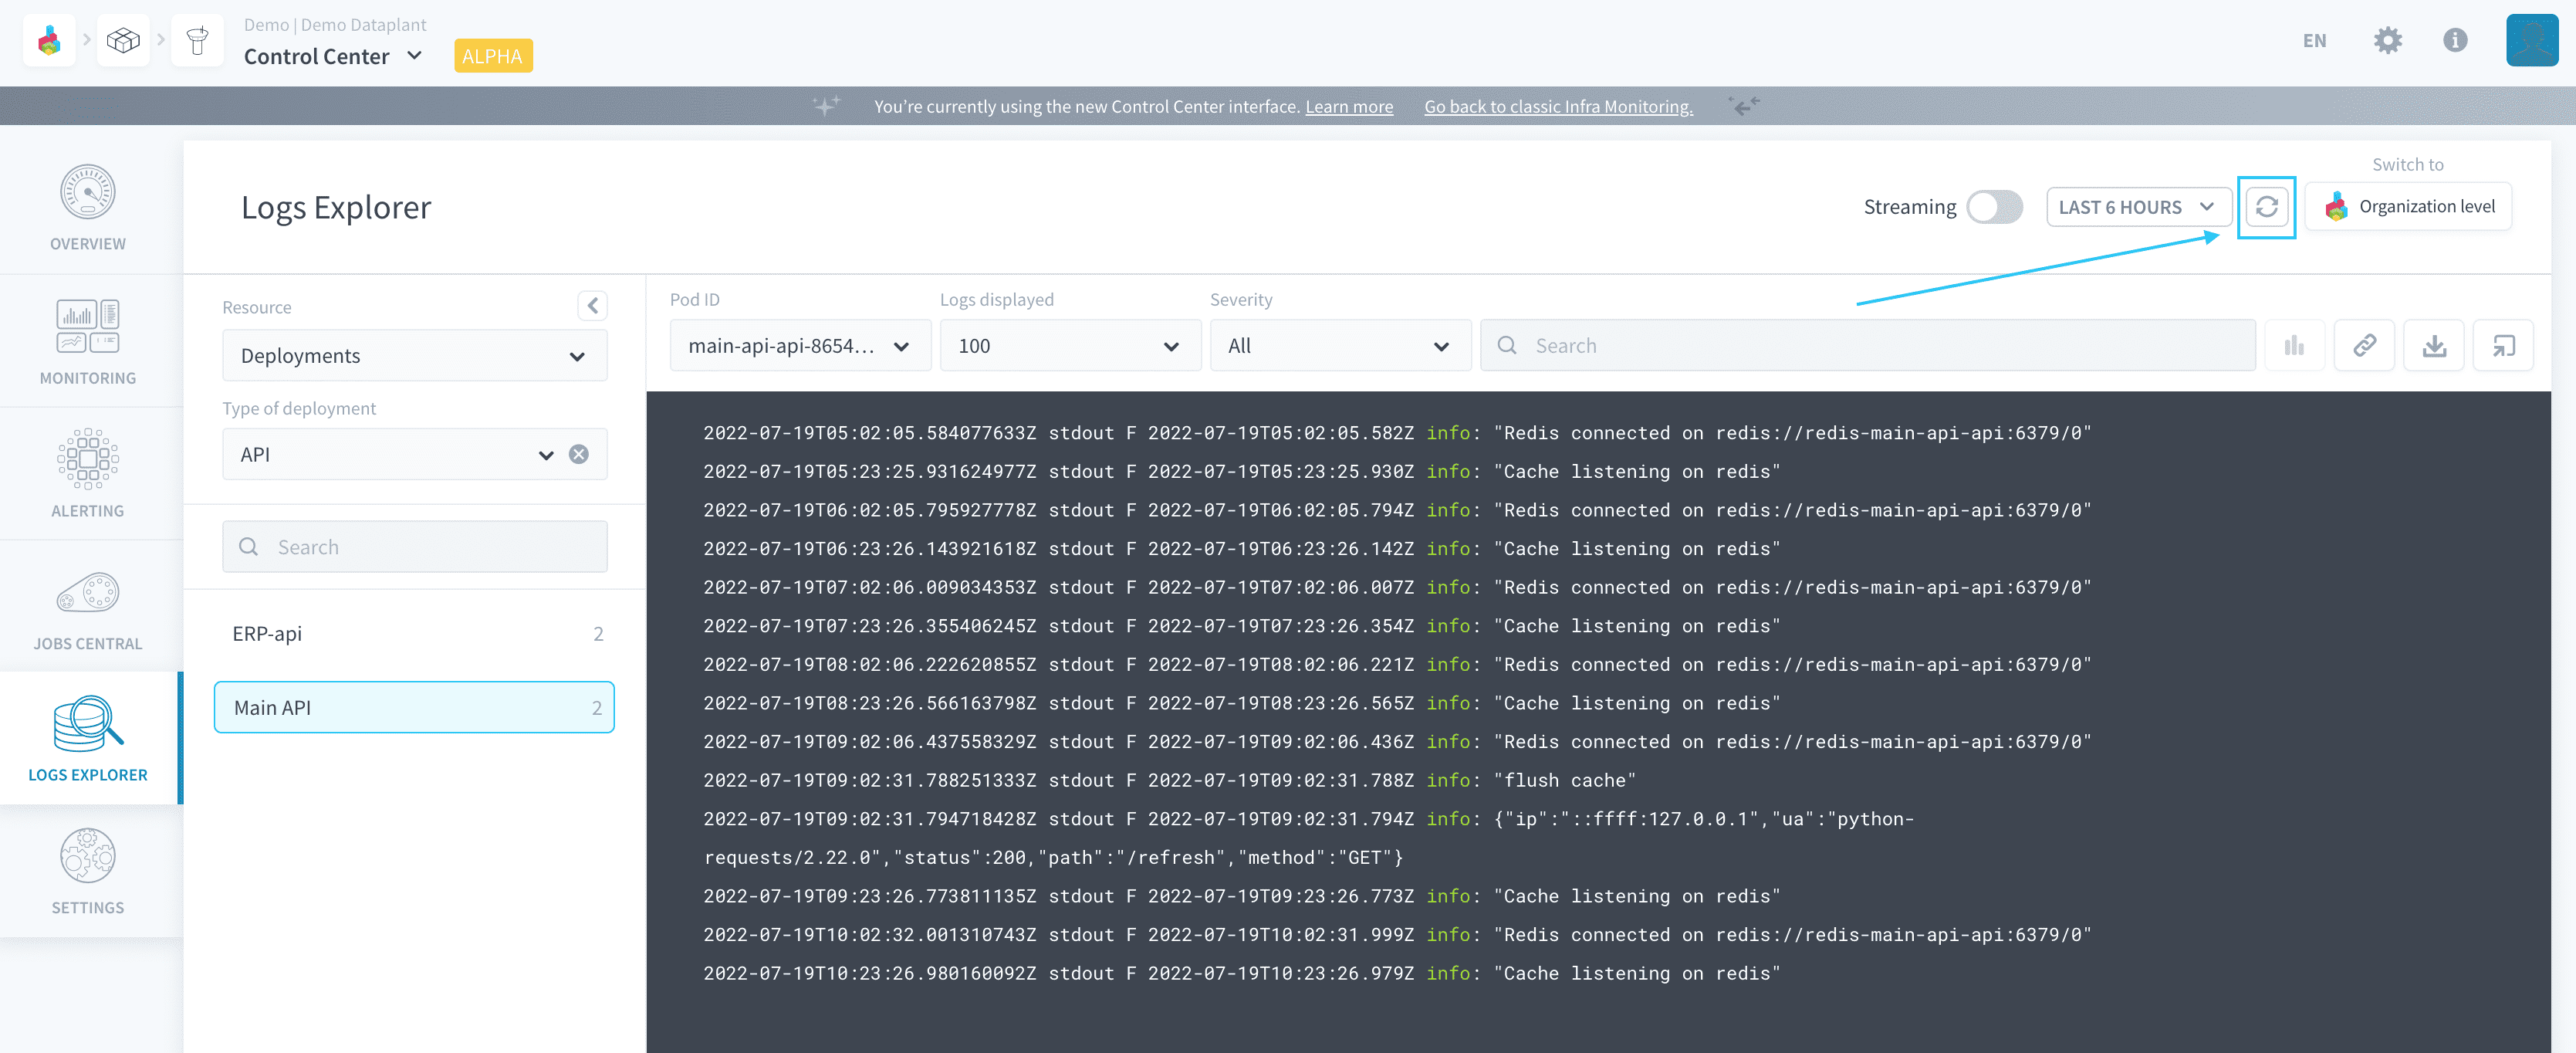 Demo | Demo Dataplant
Control Center
ALPHA
EN
You're currently using the new Control Center interface. Learn more Go back to classic Infra Monitoring.
OVERVIEW
MONITORING
ALERTING
JOBS CENTRAL
LOGS EXPLORER
SETTINGS
Logs Explorer
Streaming
LAST 6 HOURS
Switch to
Organization level
Resource
Deployments
Type of deployment
API
Search
ERP-api 2
Main API 2
Pod ID
main-api-api-8654...
Logs displayed
100
Severity
All
Search
2022-07-19T05:02:05.584077633Z stdout F 2022-07-19T05:02:05.582Z info: "Redis connected on redis://redis-main-api-api:6379/0"
2022-07-19T05:23:25.931624977Z stdout F 2022-07-19T05:23:25.930Z info: "Cache listening on redis"
2022-07-19T06:02:05.795927778Z stdout F 2022-07-19T06:02:05.794Z info: "Redis connected on redis://redis-main-api-api:6379/0"
2022-07-19T06:23:26.143921618Z stdout F 2022-07-19T06:23:26.142Z info: "Cache listening on redis"
2022-07-19T07:02:06.009034353Z stdout F 2022-07-19T07:02:06.007Z info: "Redis connected on redis://redis-main-api-api:6379/0"
2022-07-19T07:23:26.355406245Z stdout F 2022-07-19T07:23:26.354Z info: "Cache listening on redis"
2022-07-19T08:02:06.222620855Z stdout F 2022-07-19T08:02:06.221Z info: "Redis connected on redis://redis-main-api-api:6379/0"
2022-07-19T08:23:26.566163798Z stdout F 2022-07-19T08:23:26.565Z info: "Cache listening on redis"
2022-07-19T09:02:06.437558329Z stdout F 2022-07-19T09:02:06.436Z info: "Redis connected on redis://redis-main-api-api:6379/0"
2022-07-19T09:02:31.788251333Z stdout F 2022-07-19T09:02:31.788Z info: "flush cache"
2022-07-19T09:02:31.794718428Z stdout F 2022-07-19T09:02:31.794Z info: {"ip":"::ffff:127.0.0.1","ua":"python-
requests/2.22.0","status":200,"path":"/refresh","method":"GET"}
2022-07-19T09:23:26.773811135Z stdout F 2022-07-19T09:23:26.773Z info: "Cache listening on redis"
2022-07-19T10:02:32.001310743Z stdout F 2022-07-19T10:02:31.999Z info: "Redis connected on redis://redis-main-api-api:6379/0"
2022-07-19T10:23:26.980160092Z stdout F 2022-07-19T10:23:26.979Z info: "Cache listening on redis"